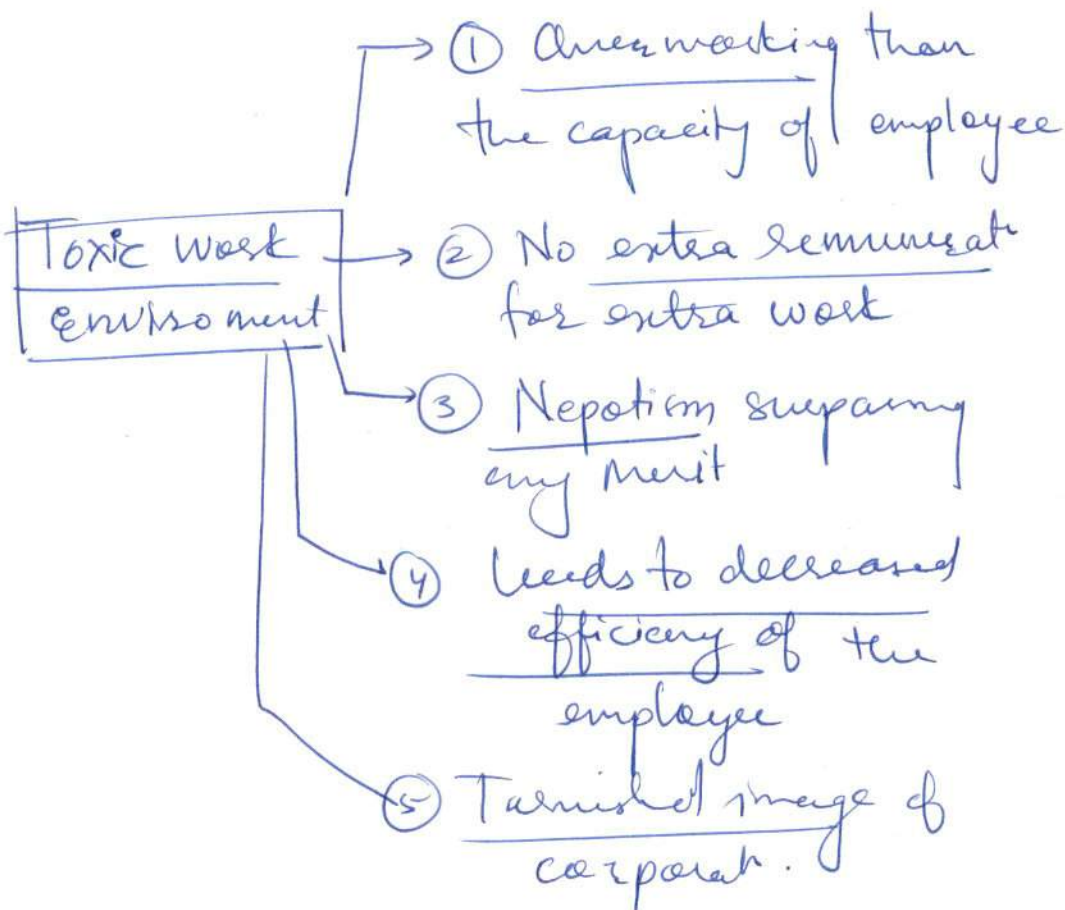 ① Overworking than
the capacity of employee
Toxic Work
Enviroment
② No extra remunerat
for extra work
③ Nepotism surpassing
any Merit
④ Leads to decreased
efficiency of the
employee
⑤ Tarnished image of
corporat.